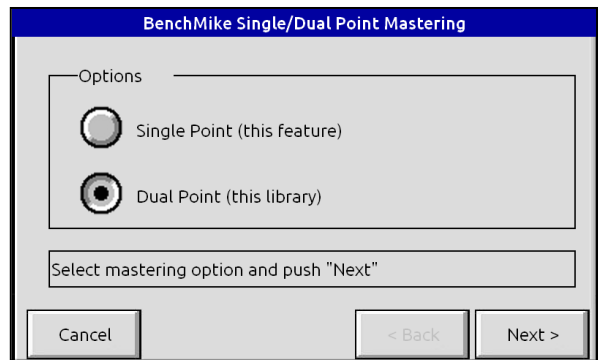 BenchMike Single/Dual Point Mastering
Options
Single Point (this feature)
Dual Point (this library)
Select mastering option and push "Next"
Cancel
< Back
Next >